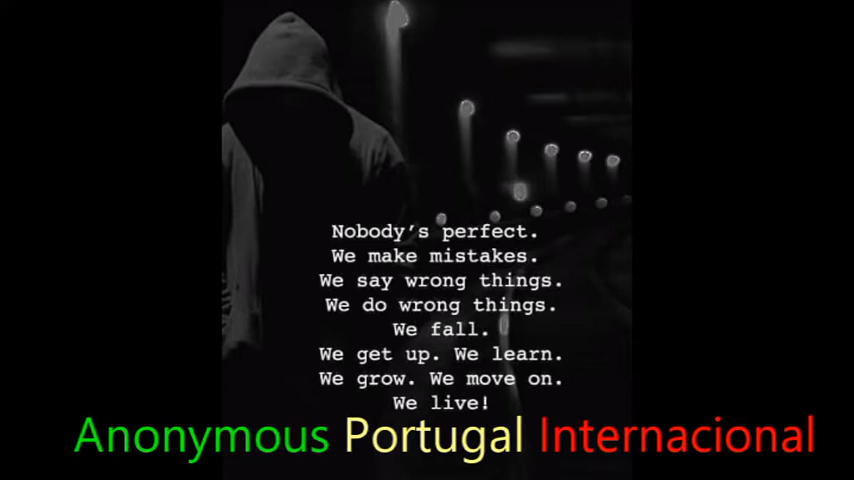 Nobody's perfect.
We make mistakes.
We say wrong things.
We do wrong things.
We fall.
We get up. We learn.
We grow. We move on.
We live!
Anonymous Portugal Internacional